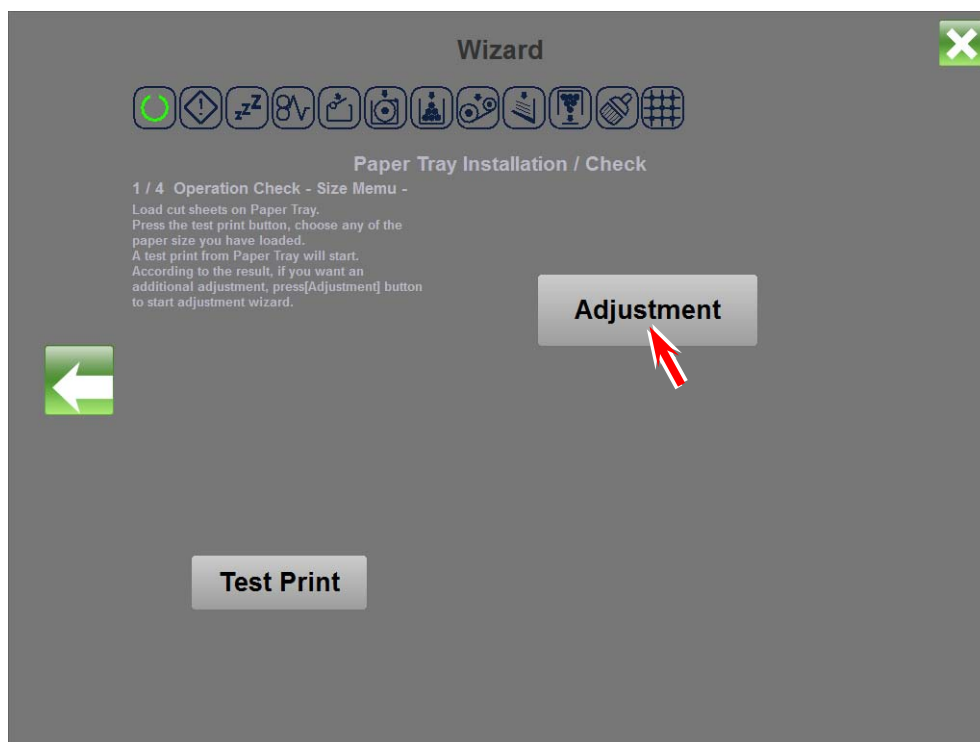 Wizard
zzZ
Paper Tray Installation / Check
1 / 4 Operation Check - Size Memu -
Load cut sheets on Paper Tray.
Press the test print button, choose any of the
paper size you have loaded.
A test print from Paper Tray will start.
According to the result, if you want an
additional adjustment, press[Adjustment] button
to start adjustment wizard.
Adjustment
Test Print